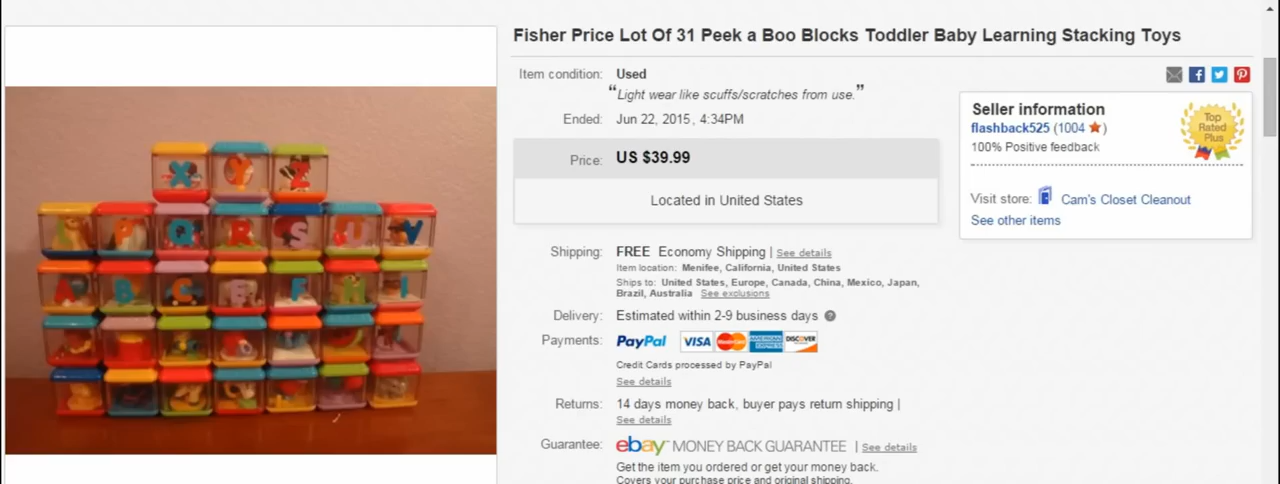 Fisher Price Lot Of 31 Peek a Boo Blocks Toddler Baby Learning Stacking Toys
Item condition: Used
“Light wear like scuffs/scratches from use.”
Ended: Jun 22, 2015, 4:34PM
Price: US $39.99
Located in United States
Shipping: FREE Economy Shipping | See details
Item location: Menifee, California, United States
Ships to: United States, Europe, Canada, China, Mexico, Japan,
Brazil, Australia See exclusions
Delivery: Estimated within 2-9 business days ?
Payments: PayPal VISA MasterCard AMERICAN EXPRESS DISCOVER
Credit Cards processed by PayPal
See details
Returns: 14 days money back, buyer pays return shipping |
See details
Guarantee: ebay MONEY BACK GUARANTEE | See details
Get the item you ordered or get your money back.
Covers your purchase price and original shipping.
Seller information
flashback525 (1004 )
100% Positive feedback
Top
Rated
Plus
Visit store: Cam's Closet Cleanout
See other items
X Y Z
P Q R S U V
A B C E F H I